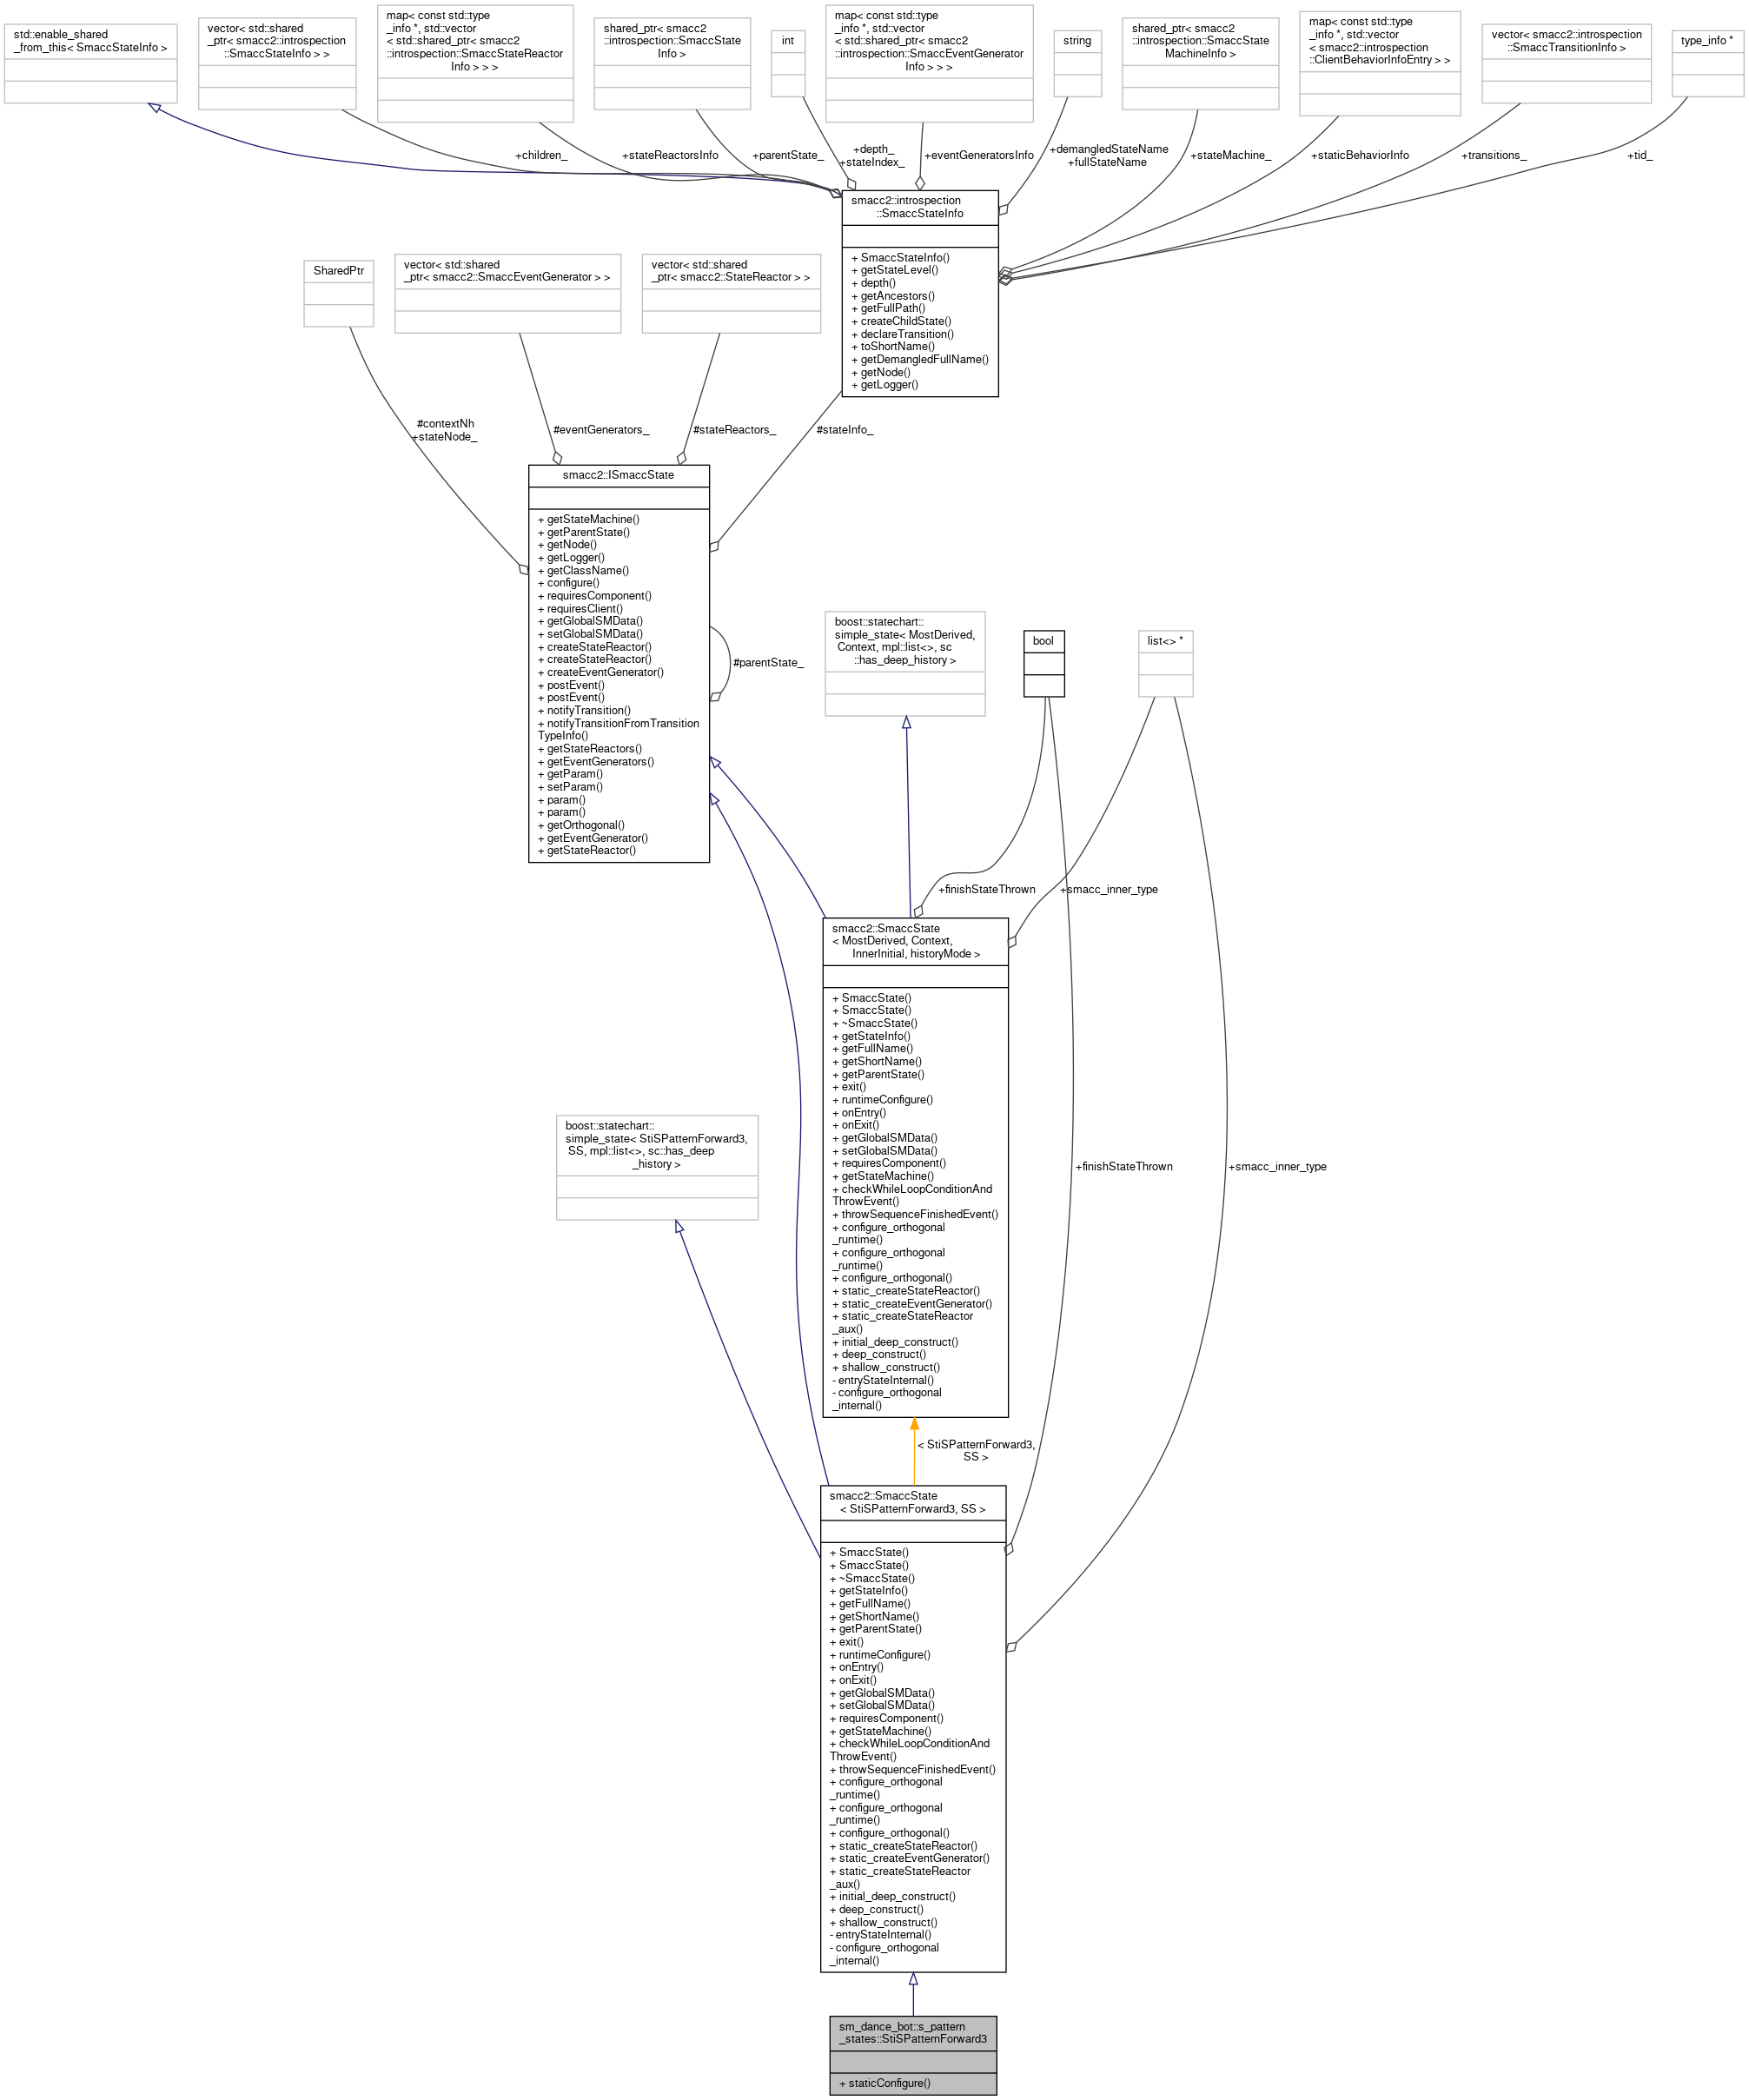 std::enable_shared
_from_this< SmaccStateInfo >
vector< std::shared
_ptr< smacc2::introspection
::SmaccStateInfo > >
map< const std::type
_info *, std::vector
< std::shared_ptr< smacc2
::introspection::SmaccStateReactor
Info > > >
shared_ptr< smacc2
::introspection::SmaccState
Info >
int
map< const std::type
_info *, std::vector
< std::shared_ptr< smacc2
::introspection::SmaccEventGenerator
Info > > >
string
shared_ptr< smacc2
::introspection::SmaccState
MachineInfo >
map< const std::type
_info *, std::vector
< smacc2::introspection
::ClientBehaviorInfoEntry > >
vector< smacc2::introspection
::SmaccTransitionInfo >
type_info *
+children_
+stateReactorsInfo
+parentState_
+depth_
+stateIndex_
+eventGeneratorsInfo
+demangledStateName
+fullStateName
+stateMachine_
+staticBehaviorInfo
+transitions_
+tid_
smacc2::introspection
::SmaccStateInfo
+ SmaccStateInfo()
+ getStateLevel()
+ depth()
+ getAncestors()
+ getFullPath()
+ createChildState()
+ declareTransition()
+ toShortName()
+ getDemangledFullName()
+ getNode()
+ getLogger()
SharedPtr
vector< std::shared
_ptr< smacc2::SmaccEventGenerator > >
vector< std::shared
_ptr< smacc2::StateReactor > >
#contextNh
+stateNode_
#eventGenerators_
#stateReactors_
#stateInfo_
smacc2::ISmaccState
+ getStateMachine()
+ getParentState()
+ getNode()
+ getLogger()
+ getClassName()
+ configure()
+ requiresComponent()
+ requiresClient()
+ getGlobalSMData()
+ setGlobalSMData()
+ createStateReactor()
+ createStateReactor()
+ createEventGenerator()
+ postEvent()
+ postEvent()
+ notifyTransition()
+ notifyTransitionFromTransition
TypeInfo()
+ getStateReactors()
+ getEventGenerators()
+ getParam()
+ setParam()
+ param()
+ param()
+ getOrthogonal()
+ getEventGenerator()
+ getStateReactor()
#parentState_
boost::statechart::
simple_state< MostDerived,
Context, mpl::list<>, sc
::has_deep_history >
bool
list<> *
+finishStateThrown
+smacc_inner_type
smacc2::SmaccState
< MostDerived, Context,
InnerInitial, historyMode >
+ SmaccState()
+ SmaccState()
+ ~SmaccState()
+ getStateInfo()
+ getFullName()
+ getShortName()
+ getParentState()
+ exit()
+ runtimeConfigure()
+ onEntry()
+ onExit()
+ getGlobalSMData()
+ setGlobalSMData()
+ requiresComponent()
+ getStateMachine()
+ checkWhileLoopConditionAnd
ThrowEvent()
+ throwSequenceFinishedEvent()
+ configure_orthogonal
_runtime()
+ configure_orthogonal
_runtime()
+ configure_orthogonal()
+ static_createStateReactor()
+ static_createEventGenerator()
+ static_createStateReactor
_aux()
+ initial_deep_construct()
+ deep_construct()
+ shallow_construct()
- entryStateInternal()
- configure_orthogonal
_internal()
boost::statechart::
simple_state< StiSPatternForward3,
SS, mpl::list<>, sc::has_deep
_history >
+finishStateThrown
+smacc_inner_type
< StiSPatternForward3,
SS >
smacc2::SmaccState
< StiSPatternForward3, SS >
+ SmaccState()
+ SmaccState()
+ ~SmaccState()
+ getStateInfo()
+ getFullName()
+ getShortName()
+ getParentState()
+ exit()
+ runtimeConfigure()
+ onEntry()
+ onExit()
+ getGlobalSMData()
+ setGlobalSMData()
+ requiresComponent()
+ getStateMachine()
+ checkWhileLoopConditionAnd
ThrowEvent()
+ throwSequenceFinishedEvent()
+ configure_orthogonal
_runtime()
+ configure_orthogonal
_runtime()
+ configure_orthogonal()
+ static_createStateReactor()
+ static_createEventGenerator()
+ static_createStateReactor
_aux()
+ initial_deep_construct()
+ deep_construct()
+ shallow_construct()
- entryStateInternal()
- configure_orthogonal
_internal()
sm_dance_bot::s_pattern
_states::StiSPatternForward3
+ staticConfigure()